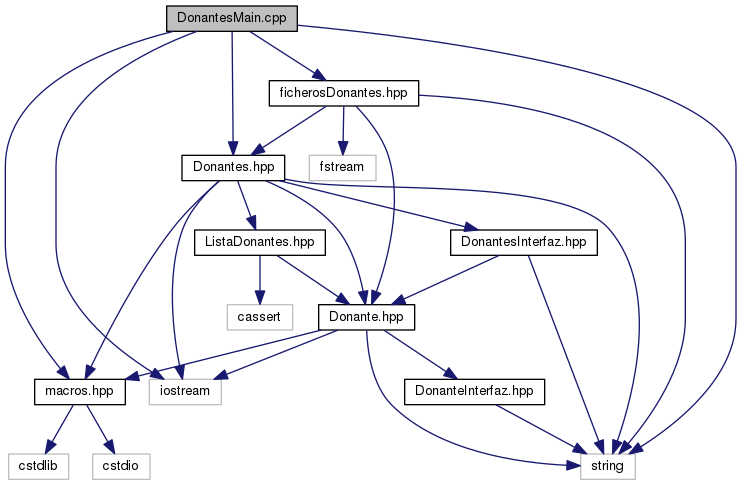 DonantesMain.cpp
ficherosDonantes.hpp
Donantes.hpp
fstream
ListaDonantes.hpp
DonantesInterfaz.hpp
cassert
Donante.hpp
macros.hpp
iostream
DonanteInterfaz.hpp
cstdlib
cstdio
string